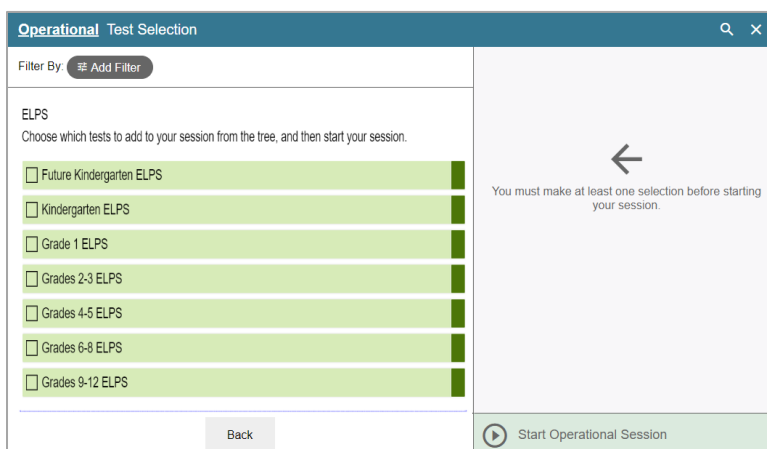 Operational Test Selection
Filter By: Add Filter
ELPS
Choose which tests to add to your session from the tree, and then start your session.
Future Kindergarten ELPS
Kindergarten ELPS
Grade 1 ELPS
Grades 2-3 ELPS
Grades 4-5 ELPS
Grades 6-8 ELPS
Grades 9-12 ELPS
Back
You must make at least one selection before starting
your session.
Start Operational Session